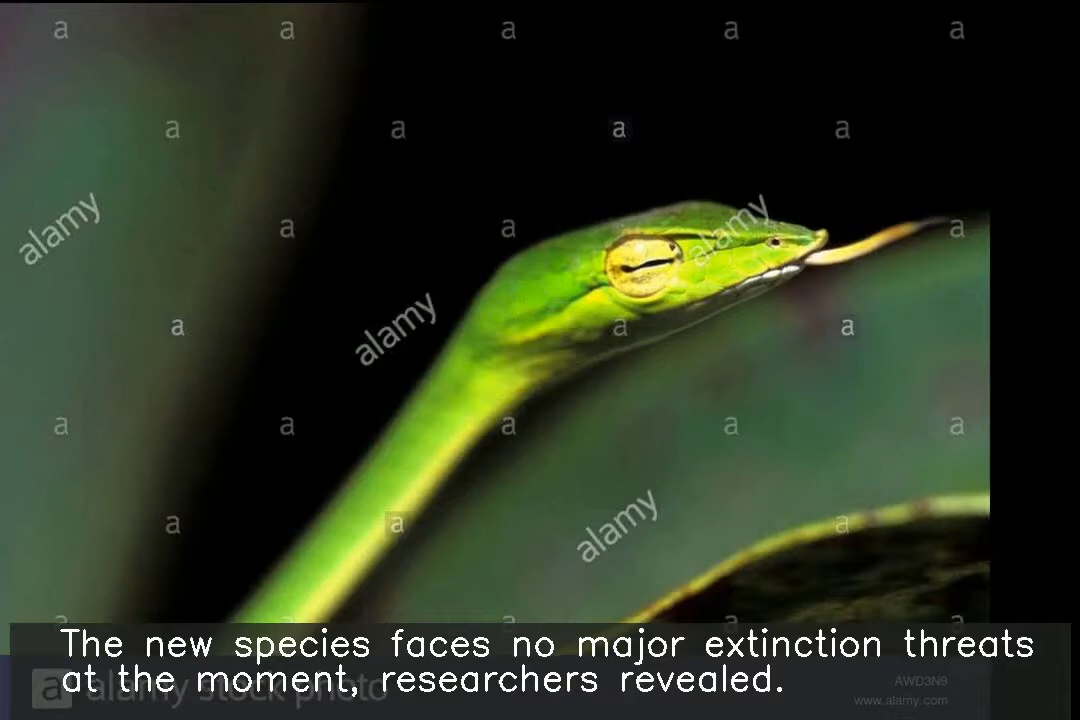 a a a a a
a a a a
alamy
alamy
a a a
a a a
alamy
a a a a a
a a a
alamy
The new species faces no major extinction threats
at the moment, researchers revealed.
a alamy stock photo
AWD3N9
www.alamy.com